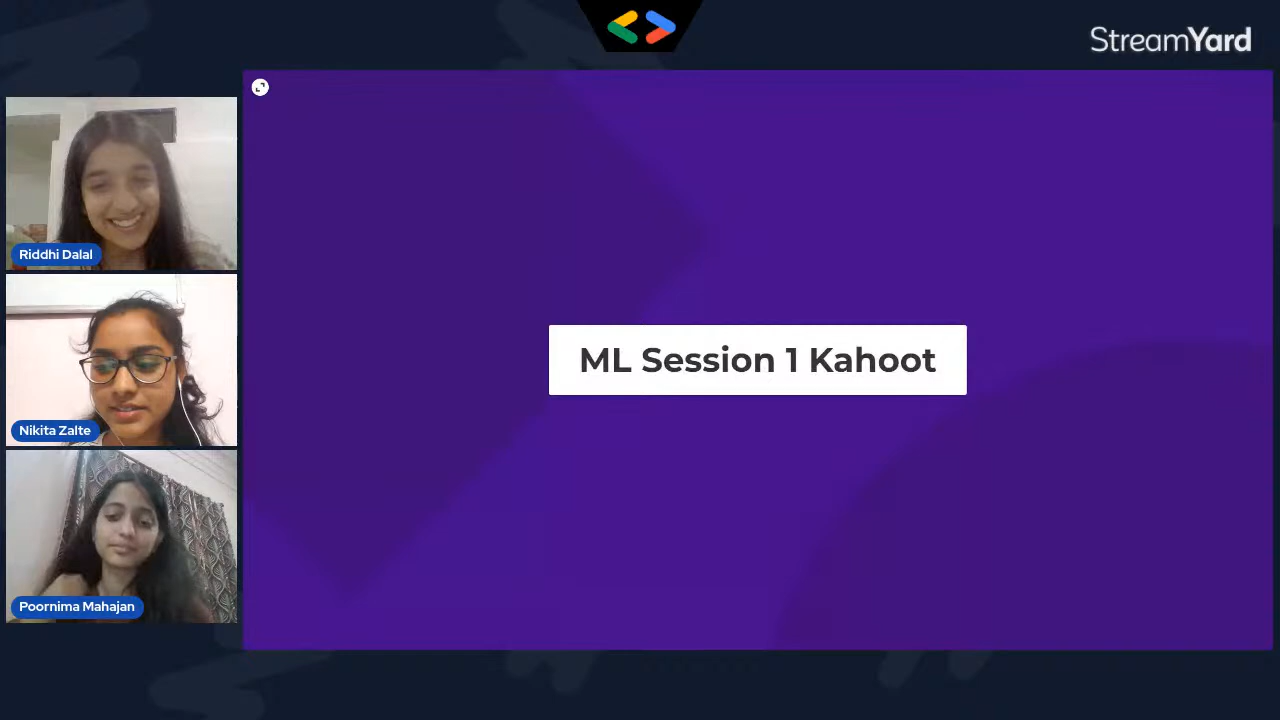 StreamYard
Riddhi Dalal
ML Session 1 Kahoot
Nikita Zalte
Poornima Mahajan